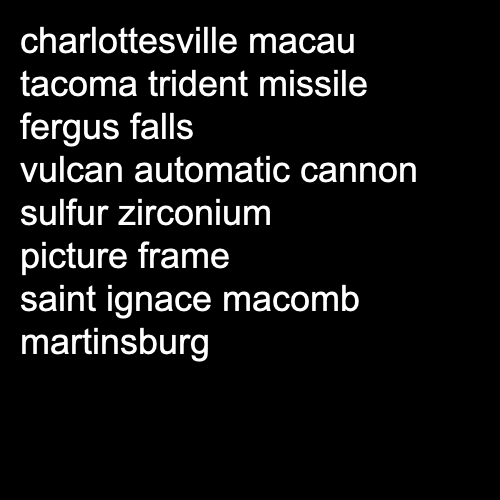 charlottesville macau
tacoma trident missile
fergus falls
vulcan automatic cannon
sulfur zirconium
picture frame
saint ignace macomb
martinsburg